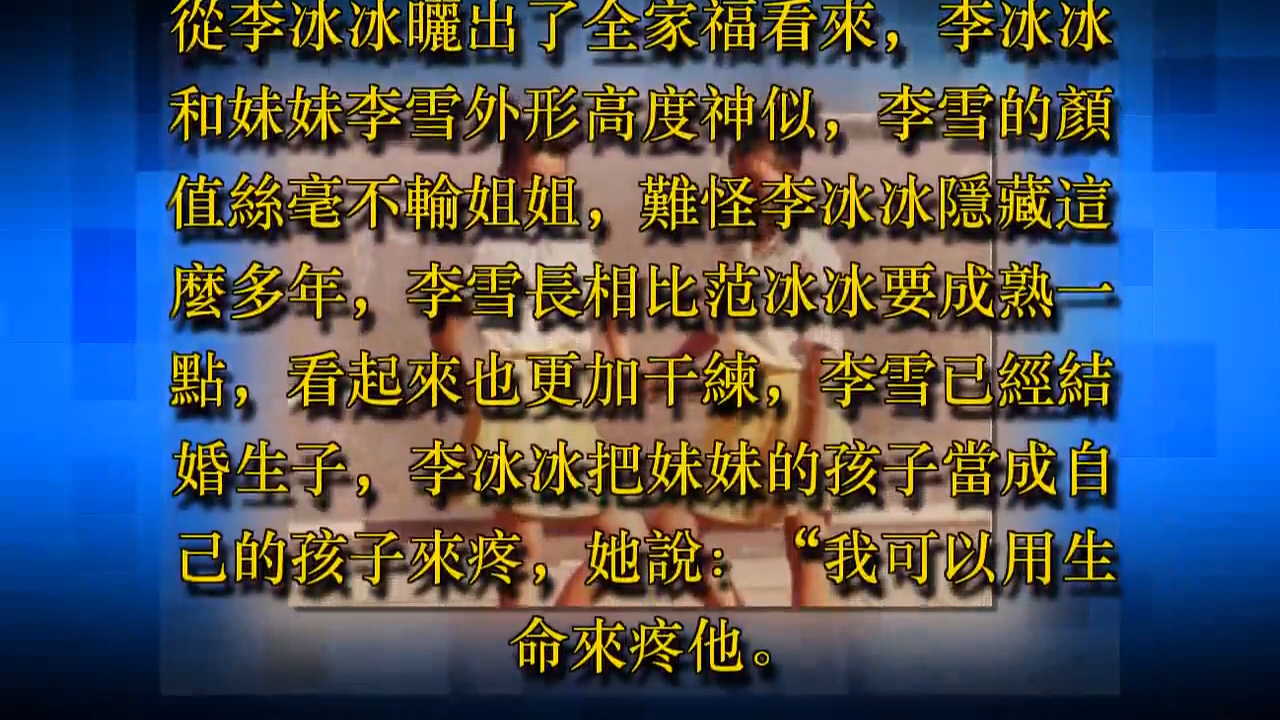 從李冰冰曬出了全家福看來，李冰冰
和妹妹李雪外形高度神似，李雪的顏
值絲毫不輸姐姐，難怪李冰冰隱藏這
麼多年，李雪長相比范冰冰要成熟一
點，看起來也更加干練，李雪已經結
婚生子，李冰冰把妹妹的孩子當成自
己的孩子來疼，她說：“我可以用生
命來疼他。